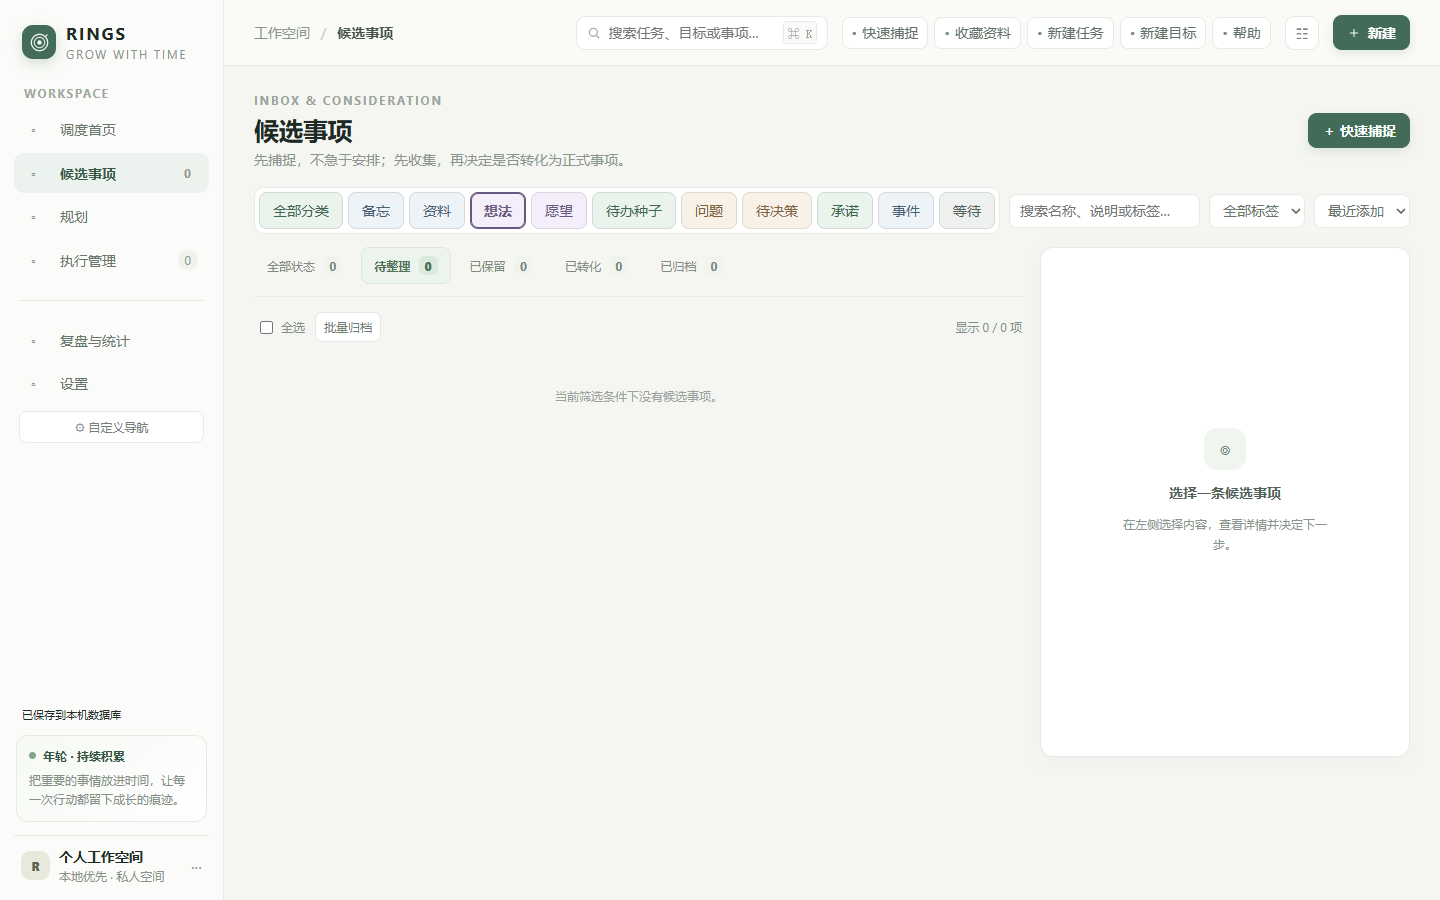 RINGS
GROW WITH TIME
WORKSPACE
调度首页
候选事项 0
规划
执行管理 0
复盘与统计
设置
自定义导航
已保存到本机数据库
年轮 · 持续积累
把重要的事情放进时间，让每
一次行动都留下成长的痕迹。
R
个人工作空间
本地优先 · 私人空间
...
工作空间 / 候选事项
搜索任务、目标或事项... ⌘ K
• 快速捕捉
• 收藏资料
• 新建任务
• 新建目标
• 帮助
+ 新建
INBOX & CONSIDERATION
候选事项
先捕捉，不急于安排；先收集，再决定是否转化为正式事项。
+ 快速捕捉
全部分类 备忘 资料 想法 愿望 待办种子 问题 待决策 承诺 事件 等待
搜索名称、说明或标签...
全部标签
最近添加
全部状态 0 待整理 0 已保留 0 已转化 0 已归档 0
全选 批量归档
显示 0 / 0 项
当前筛选条件下没有候选事项。
选择一条候选事项
在左侧选择内容，查看详情并决定下一
步。